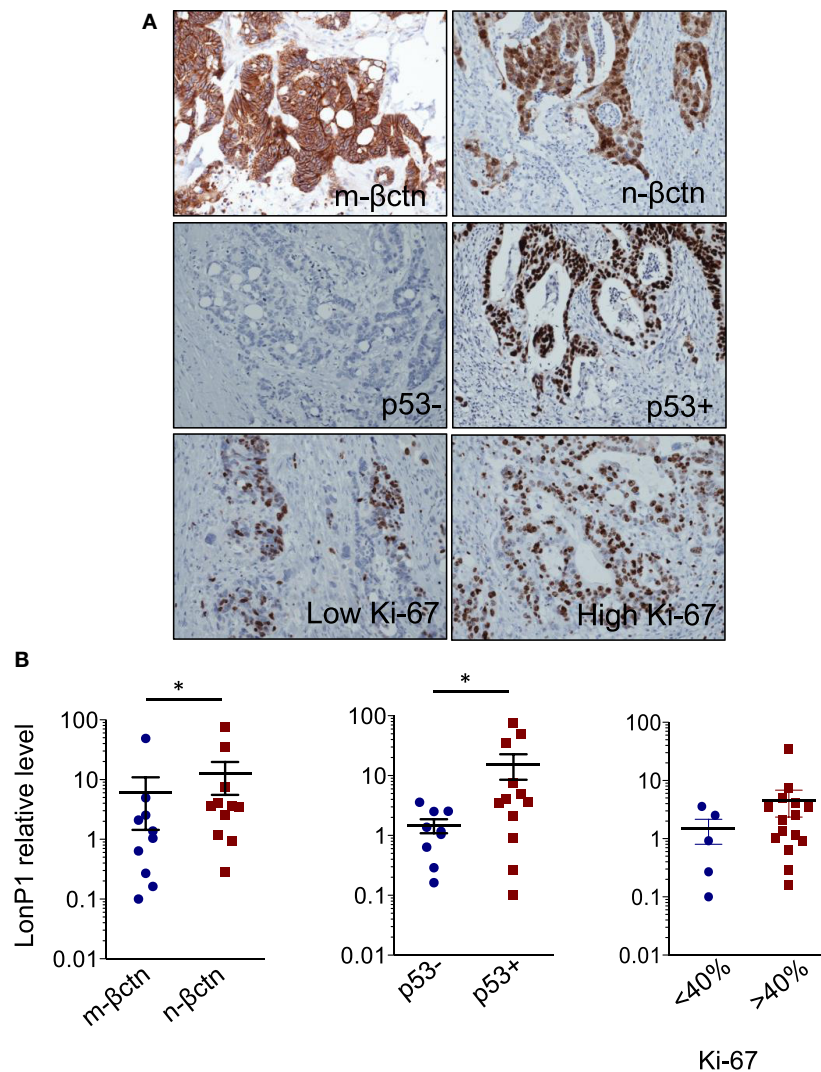 A
m-βctn
n-βctn
p53-
p53+
Low Ki-67
High Ki-67
B
LonP1 relative level
*
100
10
1
0.1
0.01
m-βctn
n-βctn
*
100
10
1
0.1
0.01
p53-
p53+
100
10
1
0.1
0.01
<40%
>40%
Ki-67